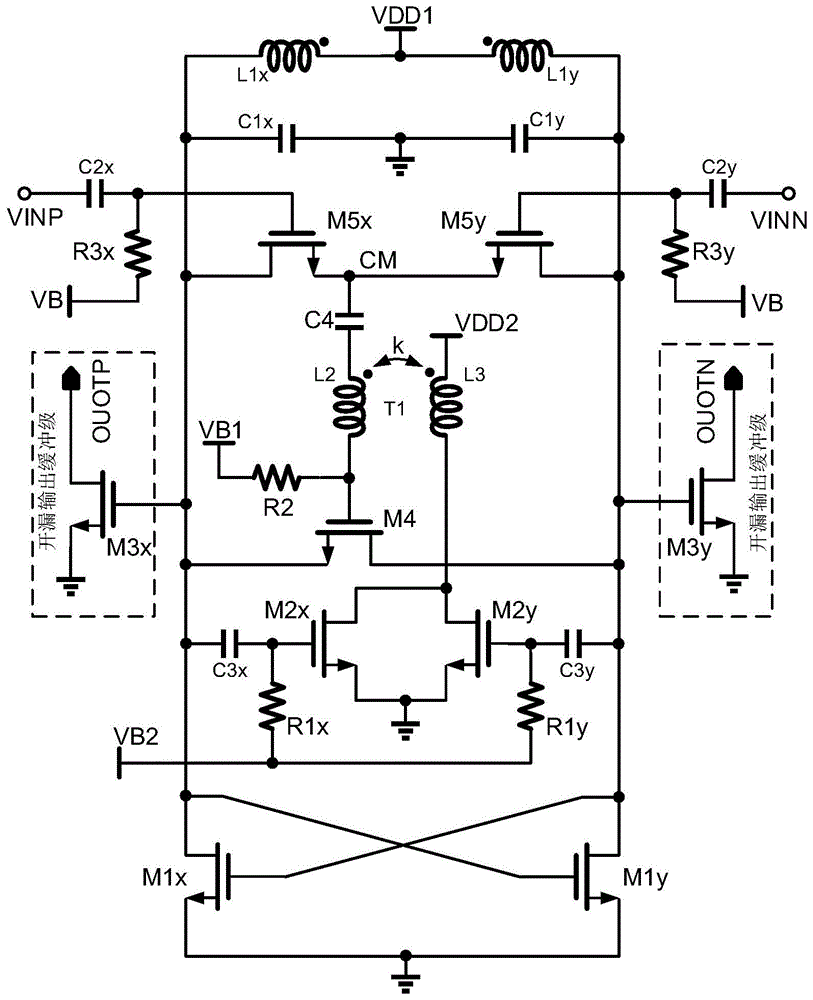 VDD1
L1x
L1y
C1x
C1y
C2x
C2y
VINP
VINN
M5x
M5y
R3x
R3y
CM
VB
VB
C4
VDD2
k
L2
L3
T1
OUOTP
OUOTN
开漏输出缓冲级
开漏输出缓冲级
VB1
R2
M4
M3x
M3y
M2x
M2y
C3x
C3y
R1x
R1y
VB2
M1x
M1y